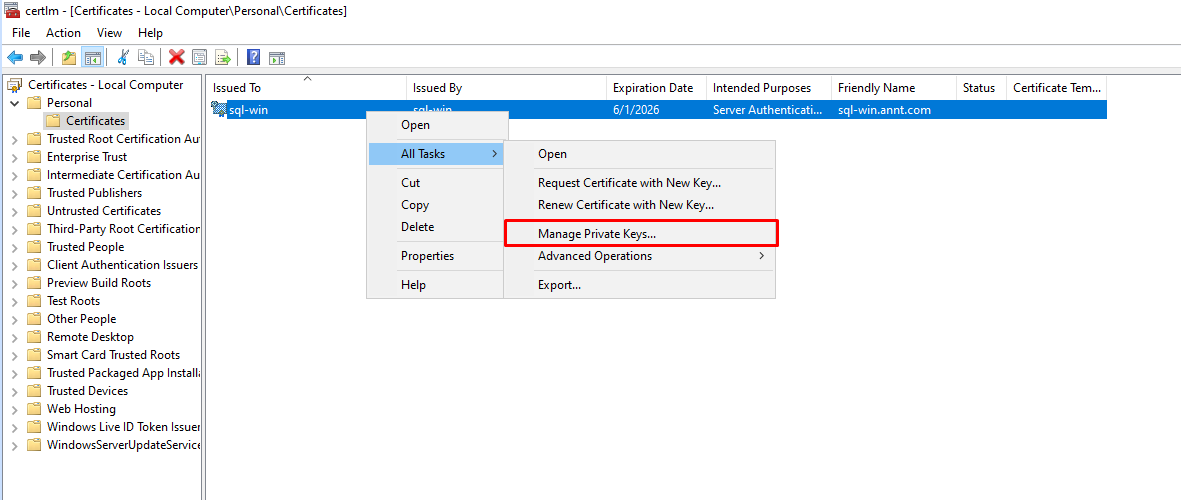 certlm - [Certificates - Local Computer\Personal\Certificates]
File Action View Help
Certificates - Local Computer
Personal
Certificates
Trusted Root Certification Au
Enterprise Trust
Intermediate Certification Au
Trusted Publishers
Untrusted Certificates
Third-Party Root Certification
Trusted People
Client Authentication Issuers
Preview Build Roots
Test Roots
Other People
Remote Desktop
Smart Card Trusted Roots
Trusted Packaged App Installa
Trusted Devices
Web Hosting
Windows Live ID Token Issuer
WindowsServerUpdateService
Issued To Issued By Expiration Date Intended Purposes Friendly Name Status Certificate Tem...
sql-win sql-win 6/1/2026 Server Authenticati... sql-win.annt.com
Open
All Tasks
Cut
Copy
Delete
Properties
Help
Open
Request Certificate with New Key...
Renew Certificate with New Key...
Manage Private Keys...
Advanced Operations
Export...